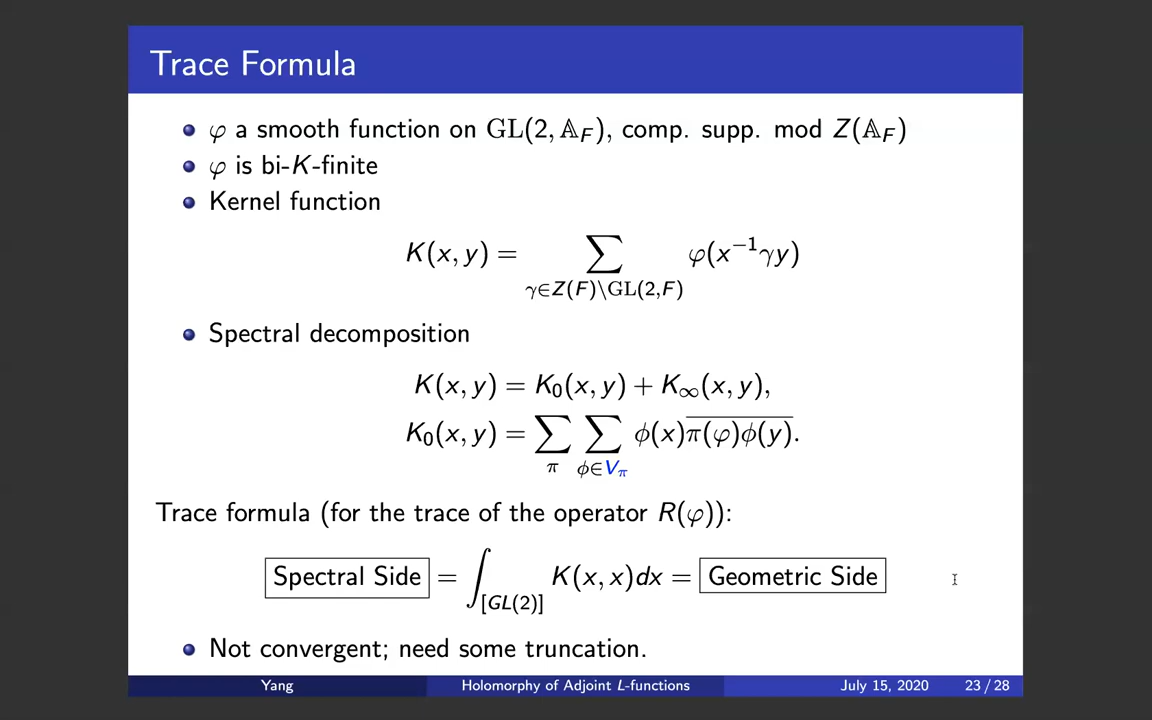 Trace Formula
φ a smooth function on GL(2, 𝔸_F), comp. supp. mod Z(𝔸_F)
φ is bi-K-finite
Kernel function
K(x, y) = ∑_{γ∈Z(F)\GL(2,F)} φ(x^{−1}γy)
Spectral decomposition
K(x, y) = K_0(x, y) + K_∞(x, y),
K_0(x, y) = ∑_π ∑_{ϕ∈V_π} ϕ(x)\overline{π(φ)ϕ(y)}.
Trace formula (for the trace of the operator R(φ)):
Spectral Side = ∫_{[GL(2)]} K(x, x)dx = Geometric Side
Not convergent; need some truncation.
Yang Holomorphy of Adjoint L-functions July 15, 2020 23 / 28